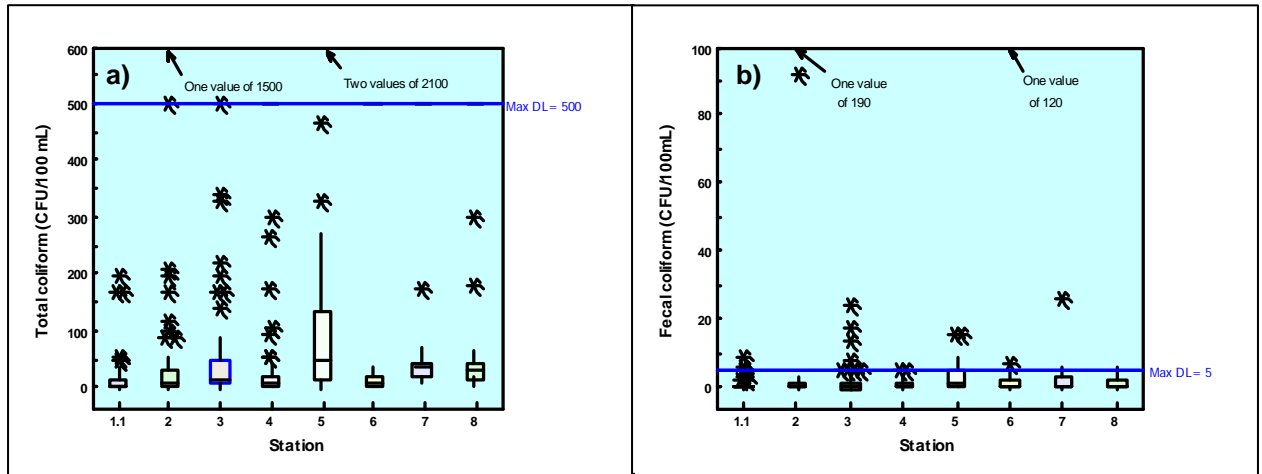 a)
One value of 1500
Two values of 2100
Max DL= 500
Total coliform (CFU/100 mL)
600
500
400
300
200
100
0
1.1 2 3 4 5 6 7 8
Station
b)
One value
of 190
One value
of 120
Max DL= 5
Fecal coliform (CFU/100mL)
100
80
60
40
20
0
1.1 2 3 4 5 6 7 8
Station